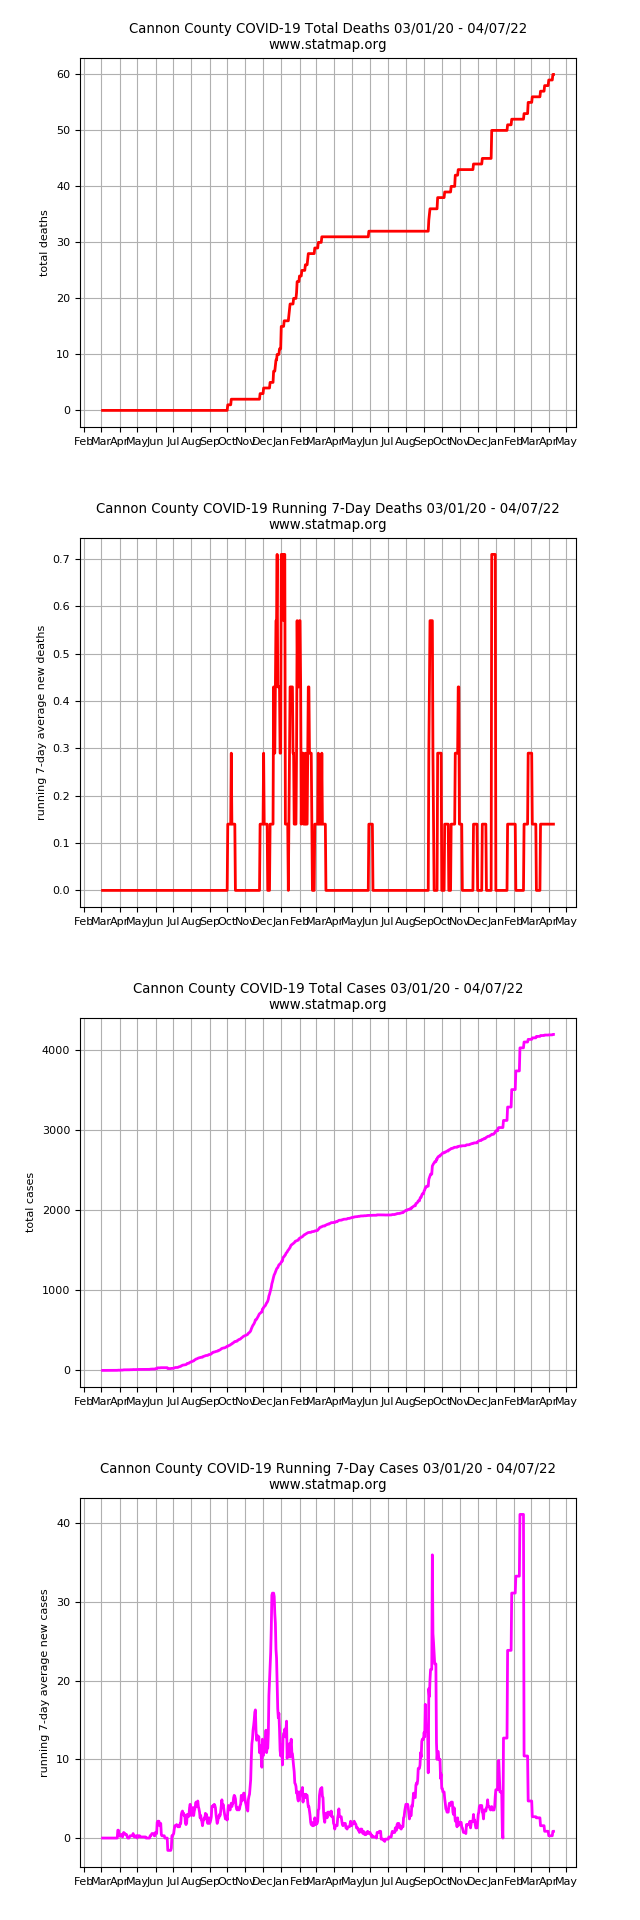 Cannon County COVID-19 Total Deaths 03/01/20 - 04/07/22
www.statmap.org
60
50
40
30
20
10
0
total deaths
Feb Mar Apr May Jun Jul Aug Sep Oct Nov Dec Jan Feb Mar Apr May Jun Jul Aug Sep Oct Nov Dec Jan Feb Mar Apr May
Cannon County COVID-19 Running 7-Day Deaths 03/01/20 - 04/07/22
www.statmap.org
0.7
0.6
0.5
0.4
0.3
0.2
0.1
0.0
running 7-day average new deaths
Feb Mar Apr May Jun Jul Aug Sep Oct Nov Dec Jan Feb Mar Apr May Jun Jul Aug Sep Oct Nov Dec Jan Feb Mar Apr May
Cannon County COVID-19 Total Cases 03/01/20 - 04/07/22
www.statmap.org
4000
3000
2000
1000
0
total cases
Feb Mar Apr May Jun Jul Aug Sep Oct Nov Dec Jan Feb Mar Apr May Jun Jul Aug Sep Oct Nov Dec Jan Feb Mar Apr May
Cannon County COVID-19 Running 7-Day Cases 03/01/20 - 04/07/22
www.statmap.org
40
30
20
10
0
running 7-day average new cases
Feb Mar Apr May Jun Jul Aug Sep Oct Nov Dec Jan Feb Mar Apr May Jun Jul Aug Sep Oct Nov Dec Jan Feb Mar Apr May